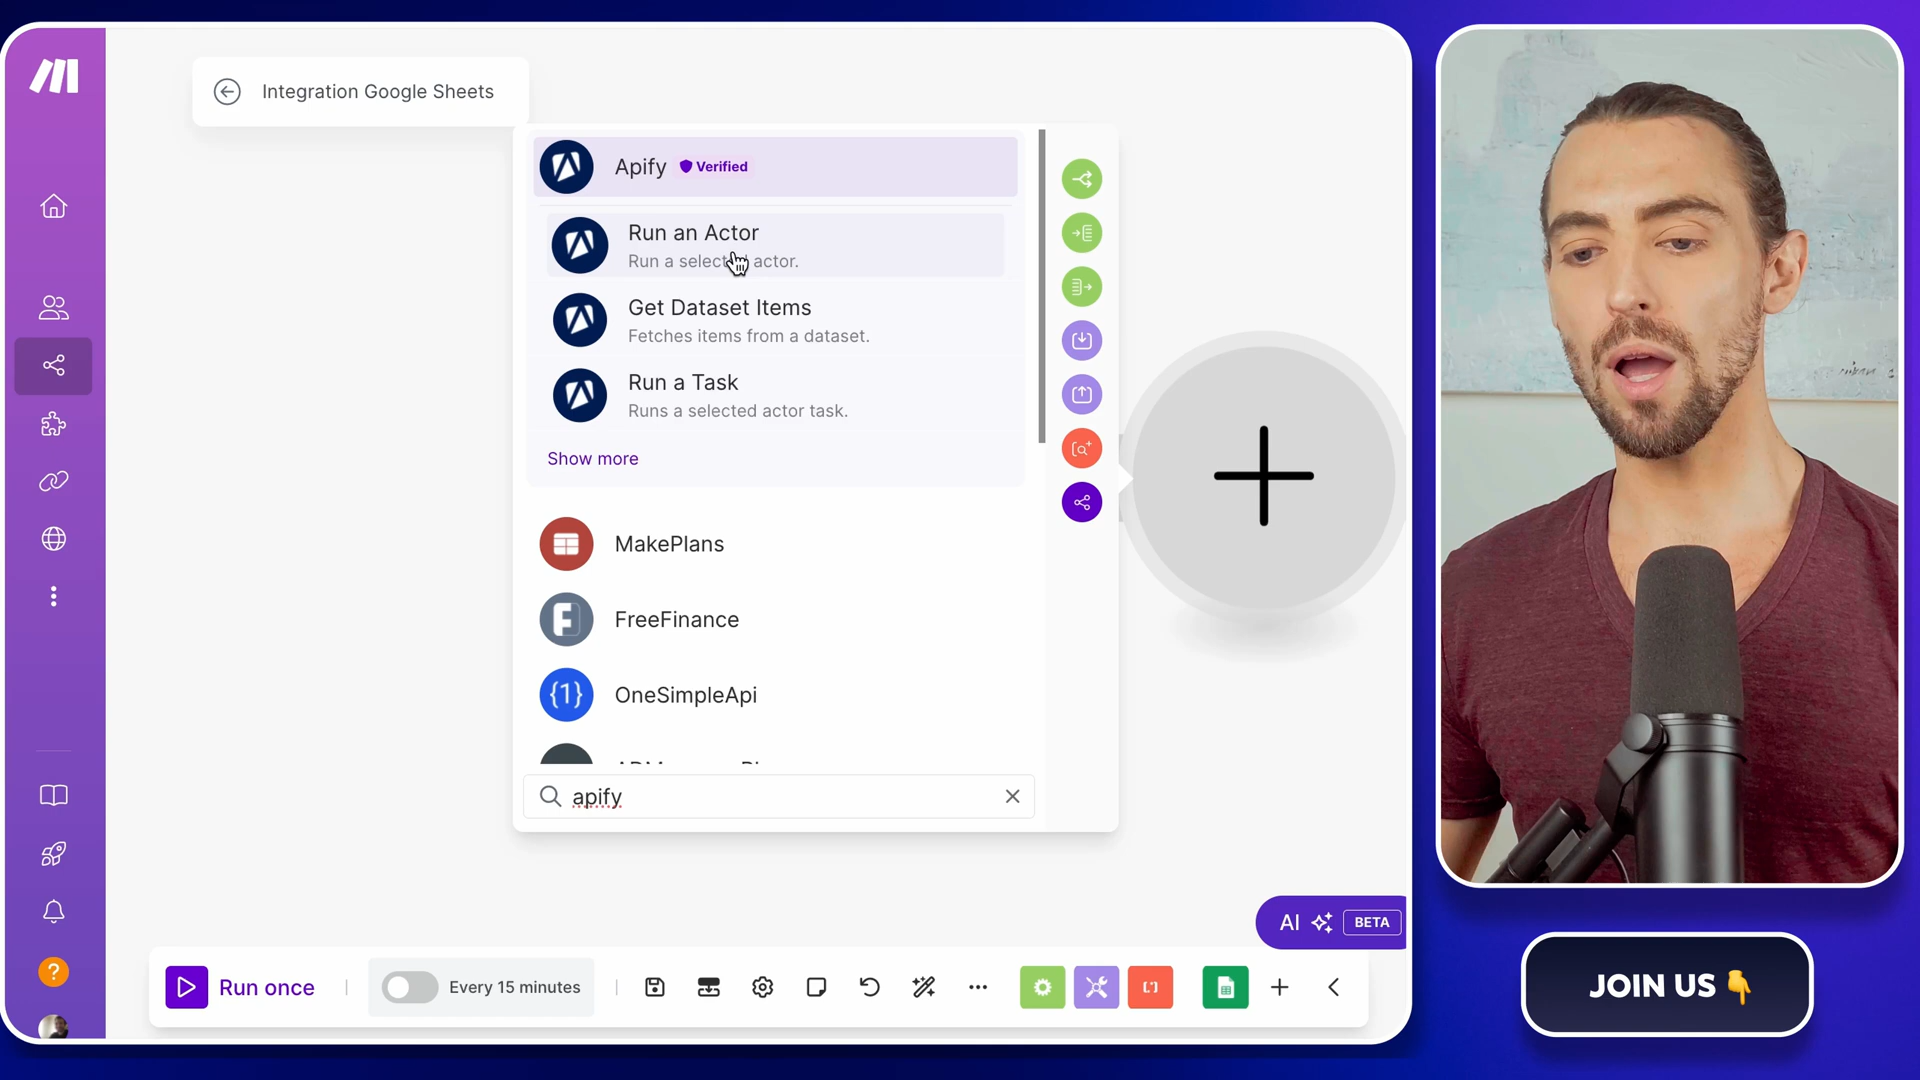 Integration Google Sheets
Apify Verified
Run an Actor
Run a selected actor.
Get Dataset Items
Fetches items from a dataset.
Run a Task
Runs a selected actor task.
Show more
MakePlans
FreeFinance
{1} OneSimpleApi
apify
AI BETA
Run once
Every 15 minutes
JOIN US 👇